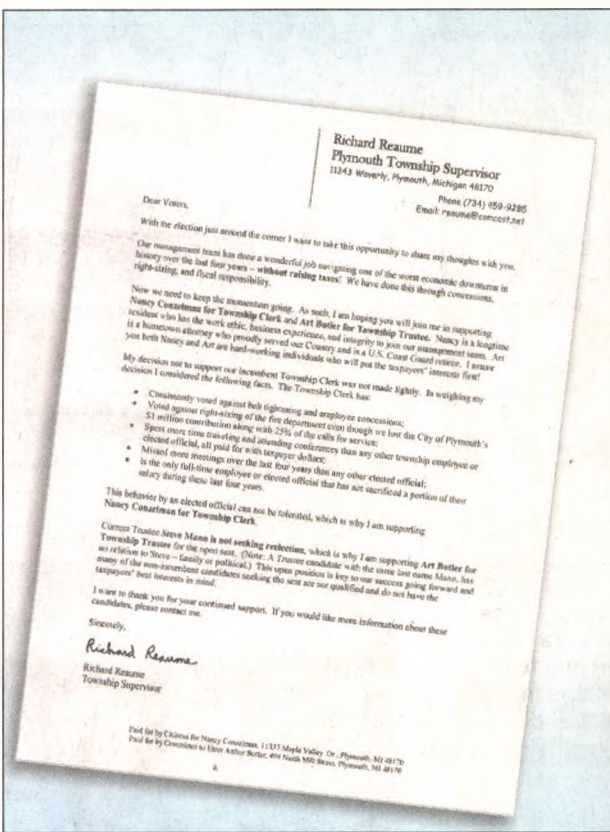 Richard Reaume
Plymouth Township Supervisor
11343 Waverly, Plymouth, Michigan 48170
Phone (734) 459-9285
Email: reaume@comcast.net
Dear Voters,
With the election just around the corner I want to take this opportunity to share my thoughts with you.
Our management team has done a wonderful job navigating one of the worst economic downturns in
history over the last four years – without raising taxes! We have done this through concessions,
right-sizing, and fiscal responsibility.
Now we need to keep the momentum going. As such, I am hoping you will join me in supporting
Nancy Conzelman for Township Clerk and Art Butler for Township Trustee. Nancy is a longtime
resident who has the work ethic, business experience, and integrity to join our management team. Art
is a hometown attorney who proudly served our Country and is a U.S. Coast Guard retiree. I assure
you both Nancy and Art are hard-working individuals who will put the taxpayers' interests first!
My decision not to support our incumbent Township Clerk was not made lightly. In weighing my
decision I considered the following facts. The Township Clerk has:
• Consistently voted against belt tightening and employee concessions;
• Voted against right-sizing of the fire department even though we lost the City of Plymouth's
$1 million contribution along with 25% of the calls for service;
• Spent more time traveling and attending conferences than any other township employee or
elected official, all paid for with taxpayer dollars;
• Missed more meetings over the last four years than any other elected official;
• Is the only full-time employee or elected official that has not sacrificed a portion of their
salary during these last four years.
This behavior by an elected official can not be tolerated, which is why I am supporting
Nancy Conzelman for Township Clerk.
Current Trustee Steve Mann is not seeking reelection, which is why I am supporting Art Butler for
Township Trustee for the open seat. (Note: A Trustee candidate with the same last name Mann, has
no relation to Steve – family or political.) This open position is key to our success going forward and
many of the non-incumbent candidates seeking the seat are not qualified and do not have the
taxpayers' best interests in mind.
I want to thank you for your continued support. If you would like more information about these
candidates, please contact me.
Sincerely,
Richard Reaume
Richard Reaume
Township Supervisor
Paid for by Citizens for Nancy Conzelman, Maple Valley Dr., Plymouth, MI 48170
Paid for by Committee to Elect Arthur Butler, 494 North Mill Street, Plymouth, MI 48170